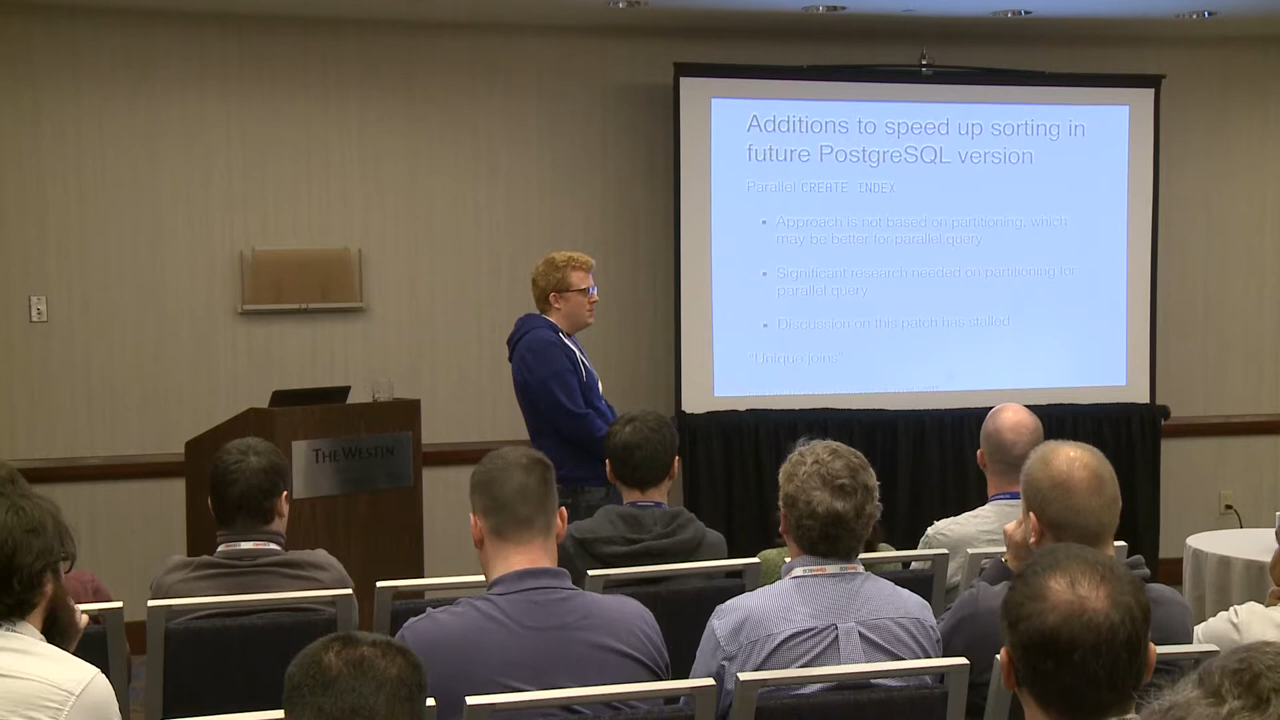 Additions to speed up sorting in
future PostgreSQL version
Parallel CREATE INDEX
▪ Approach is not based on partitioning, which
may be better for parallel query
▪ Significant research needed on partitioning for
parallel query
▪ Discussion on this patch has stalled
"Unique joins"
THE WESTIN